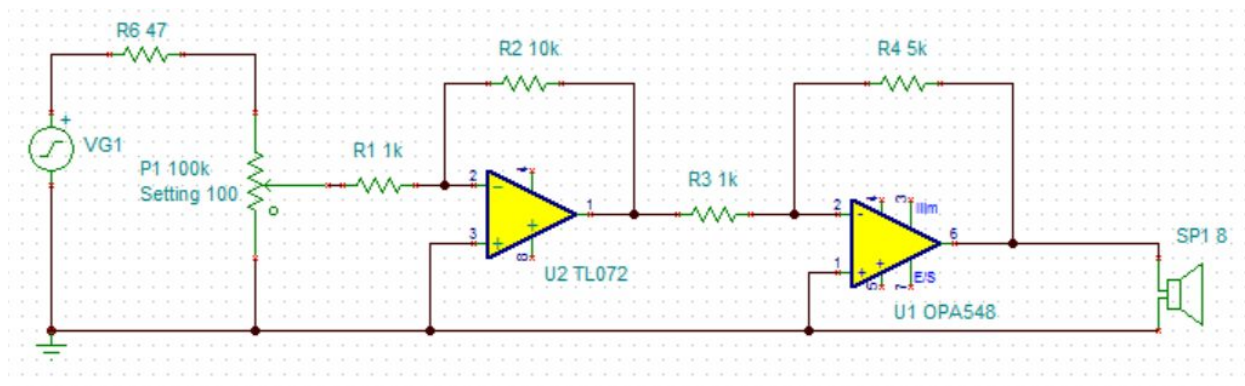 R6 47
R2 10k
R4 5k
+
VG1
P1 100k
Setting 100
R1 1k
R3 1k
2
4
1
3
8
U2 TL072
2
4
3
Illm
6
1
5
7
E/S
U1 OPA548
SP1 8